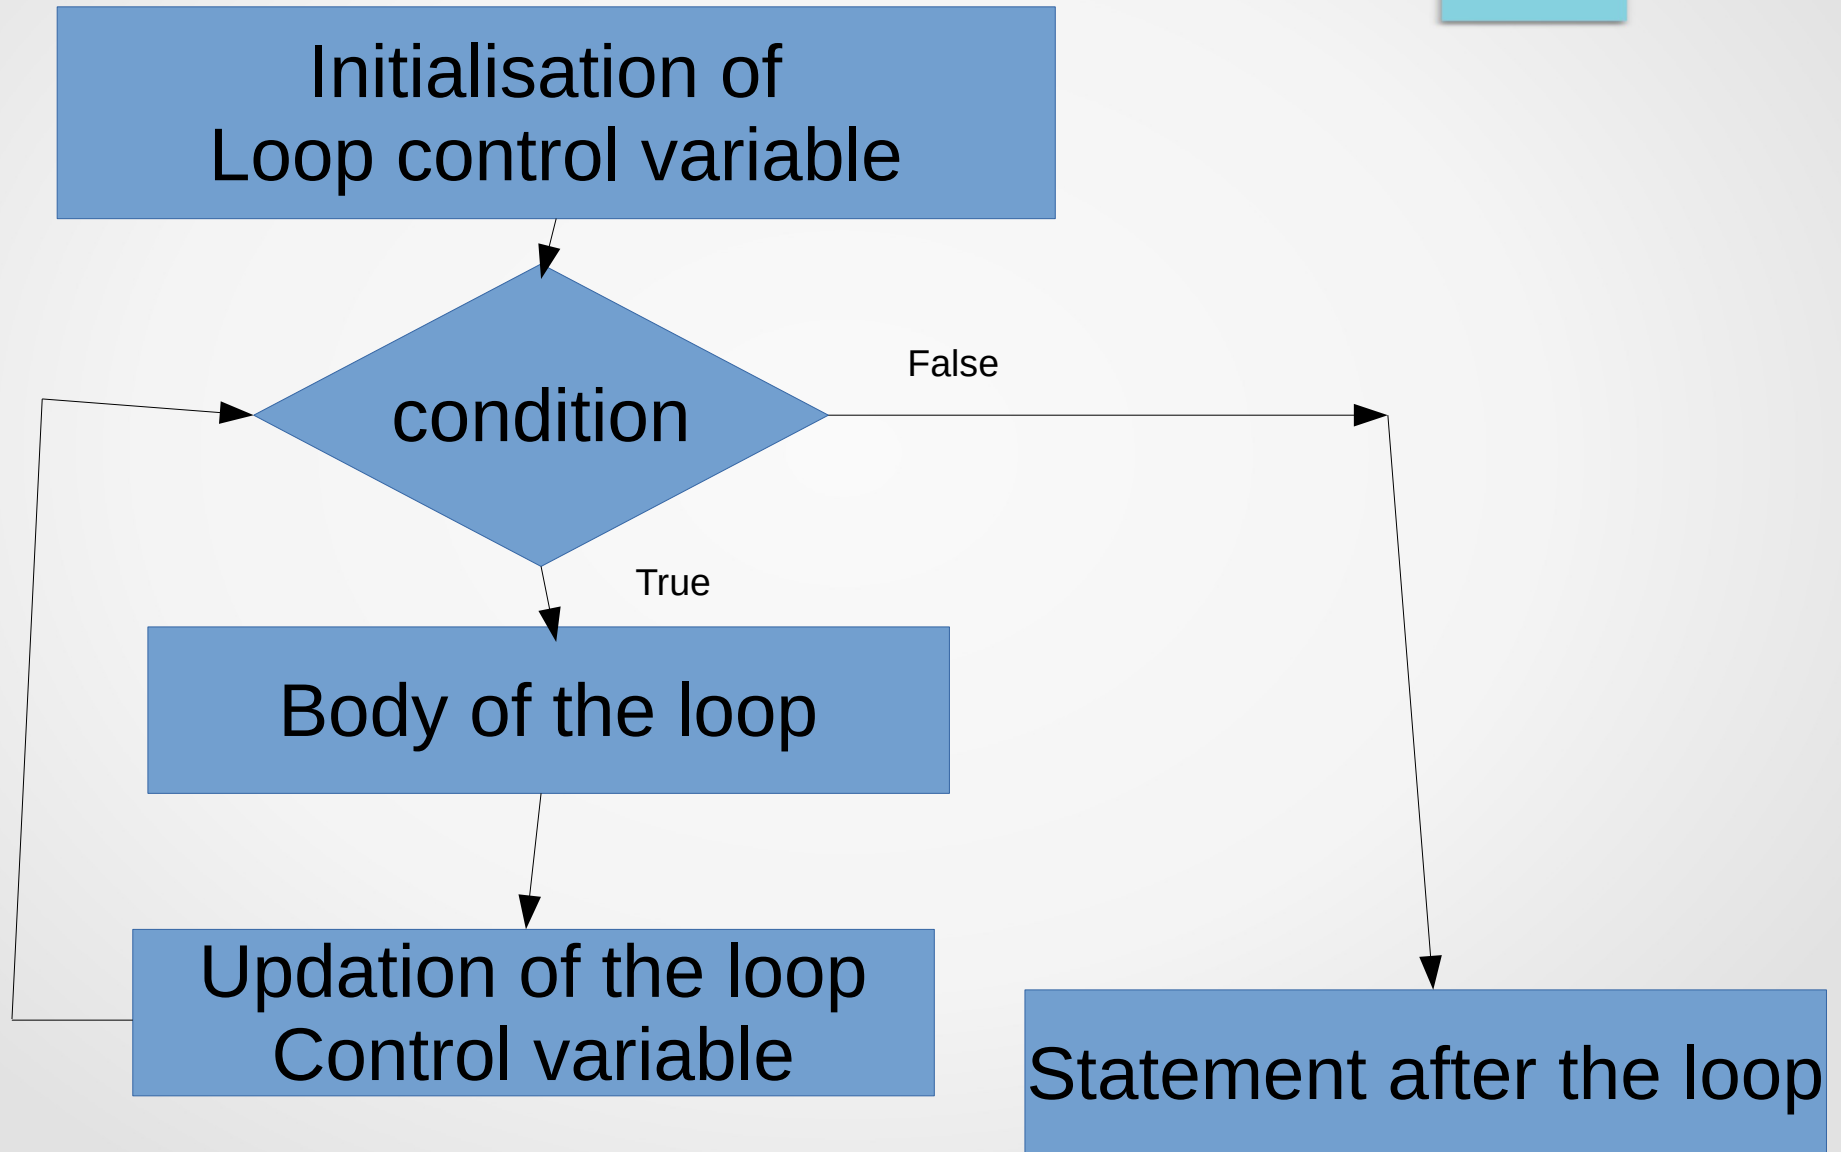 Initialisation of
Loop control variable
condition
False
True
Body of the loop
Updation of the loop
Control variable
Statement after the loop